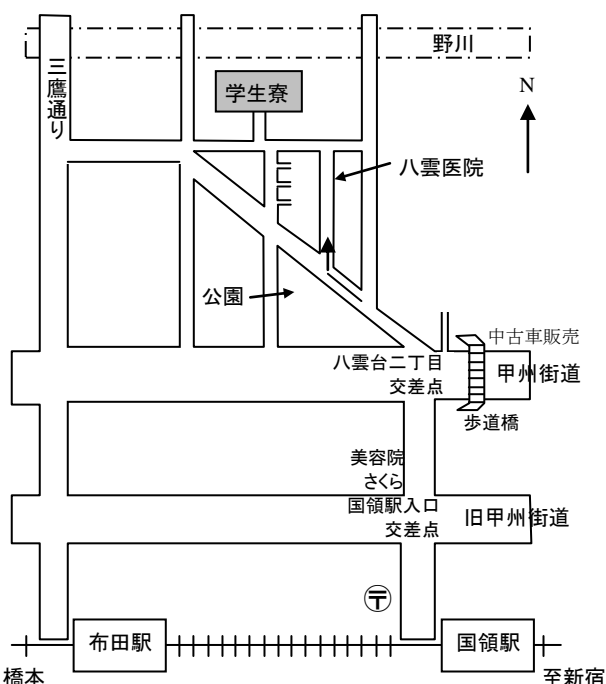 野川
三鷹通り
N
学生寮
八雲医院
公園
中古車販売
八雲台二丁目
交差点
甲州街道
歩道橋
美容院
さくら
国領駅入口
交差点
旧甲州街道
〒
布田駅
国領駅
橋本
至新宿